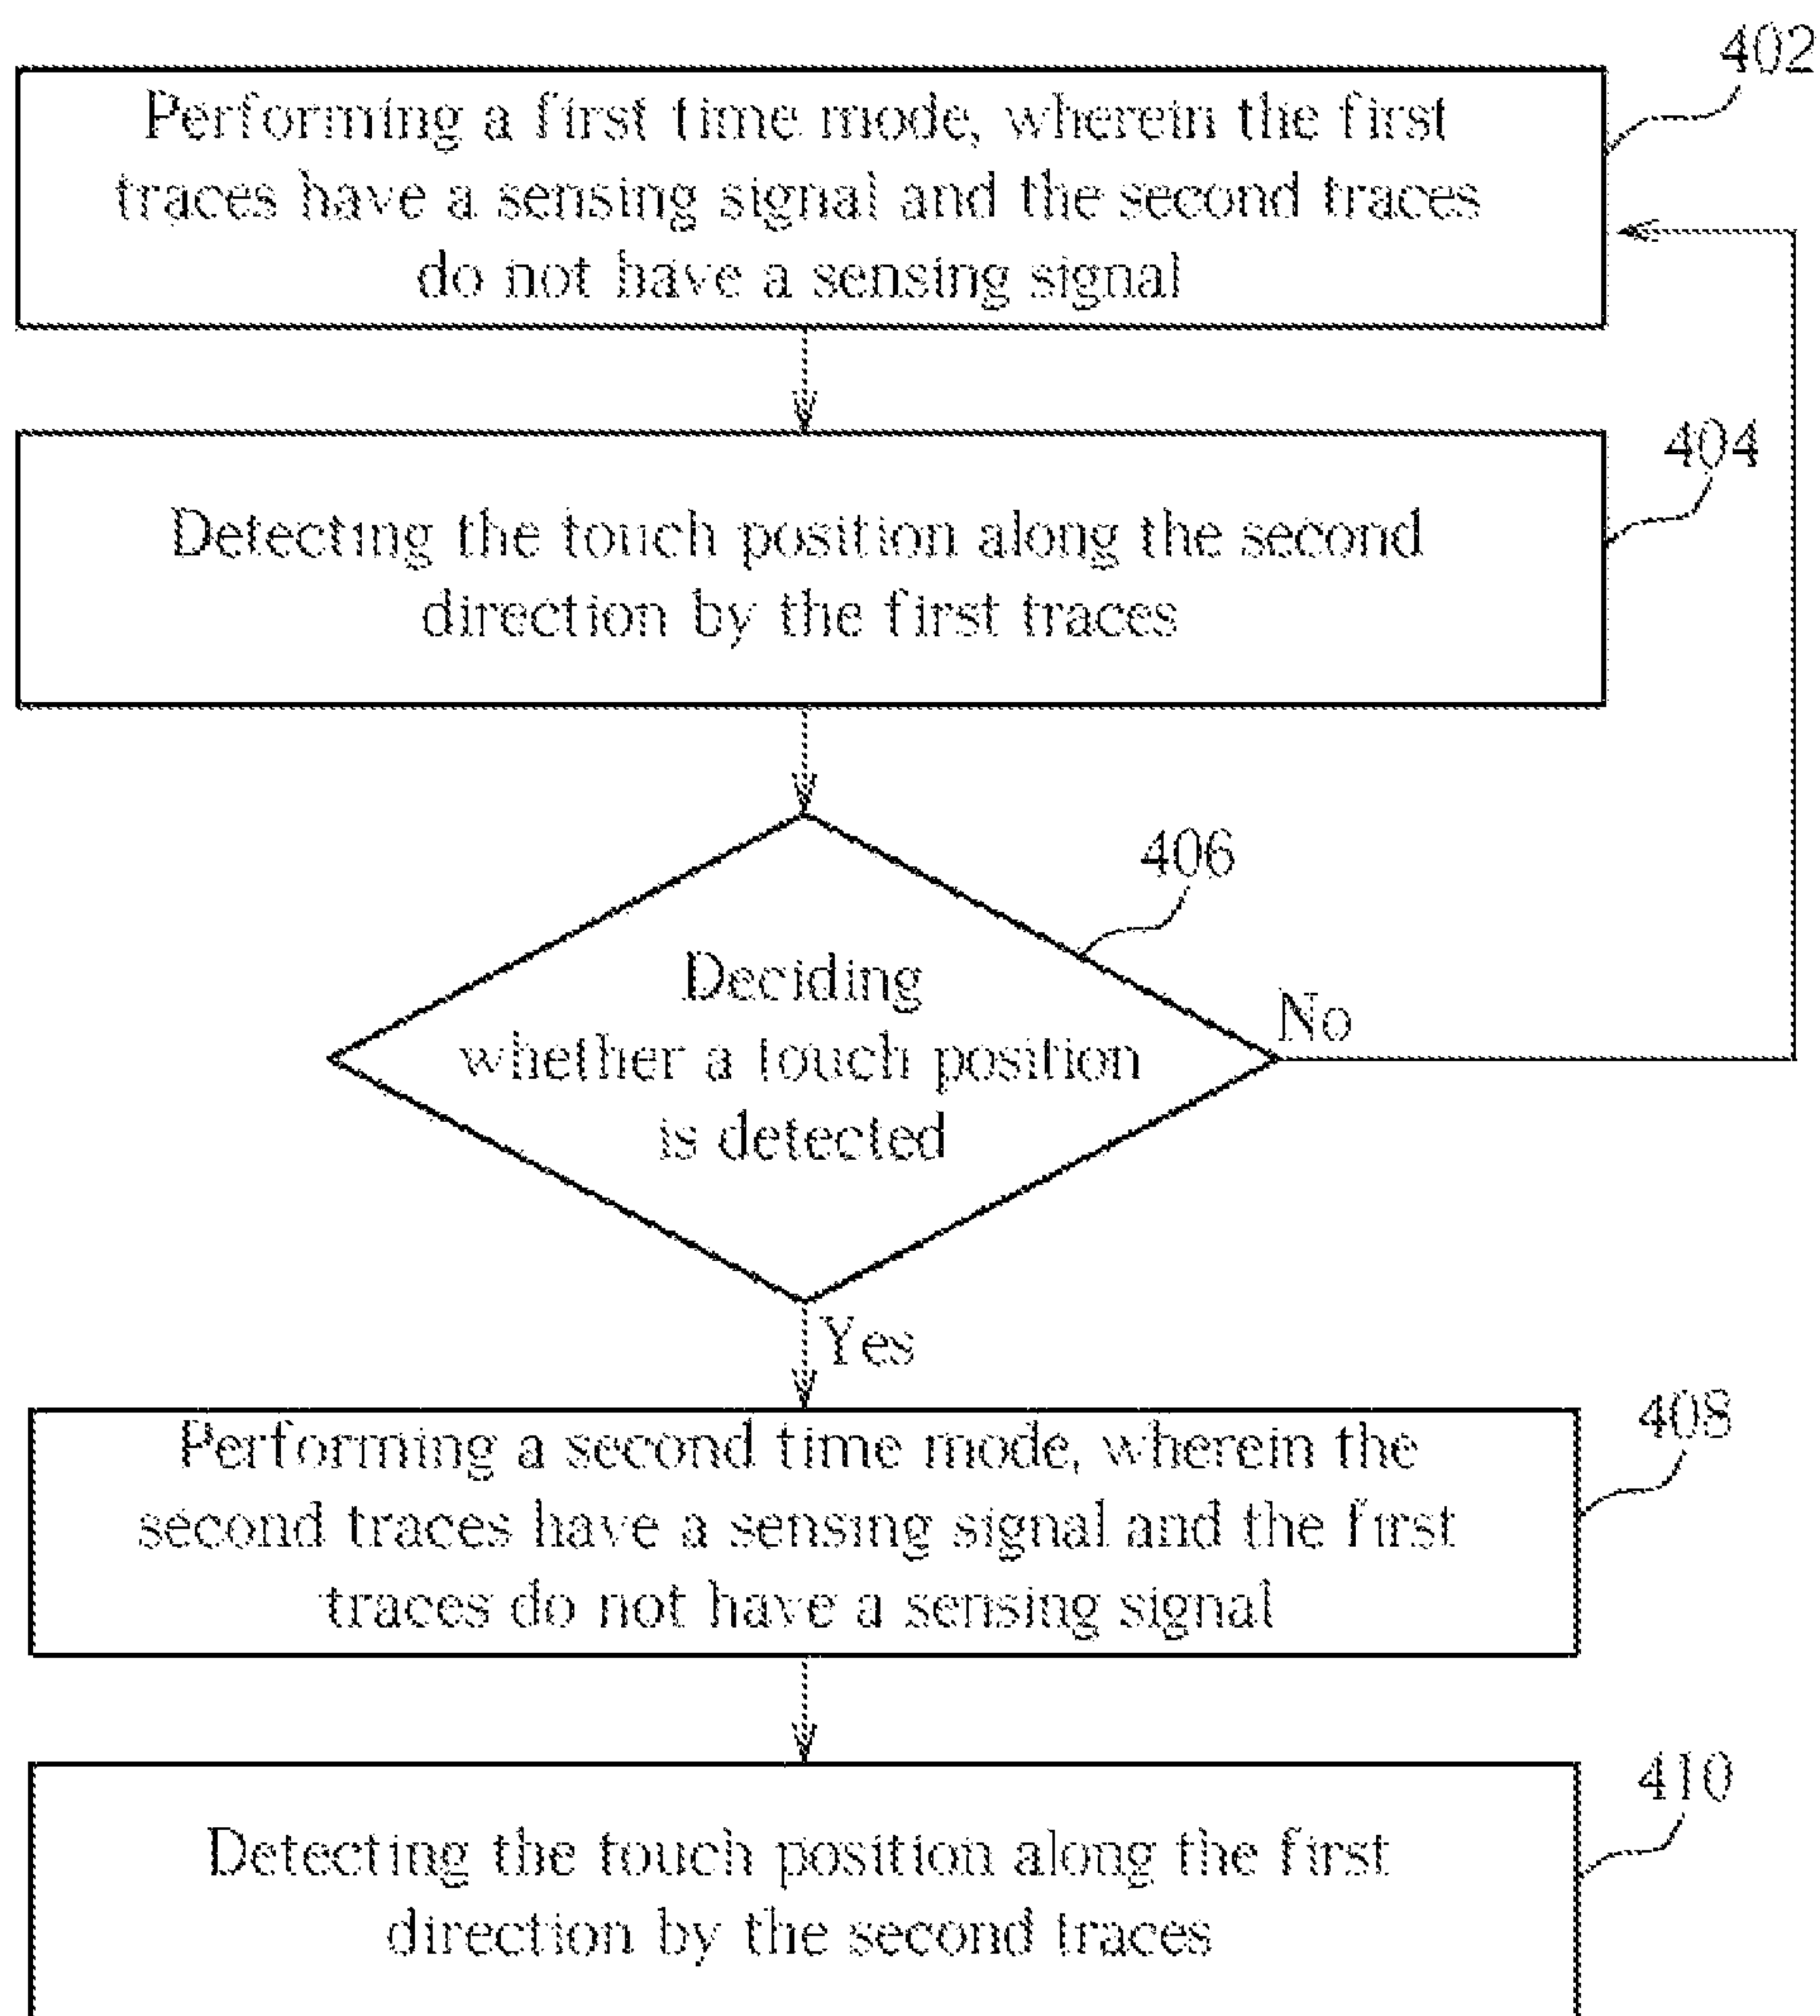 402
Performing a first time mode, wherein the first
traces have a sensing signal and the second traces
do not have a sensing signal
404
Detecting the touch position along the second
direction by the first traces
406
Deciding
whether a touch position
is detected
No
Yes
408
Performing a second time mode, wherein the
second traces have a sensing signal and the first
traces do not have a sensing signal
410
Detecting the touch position along the first
direction by the second traces